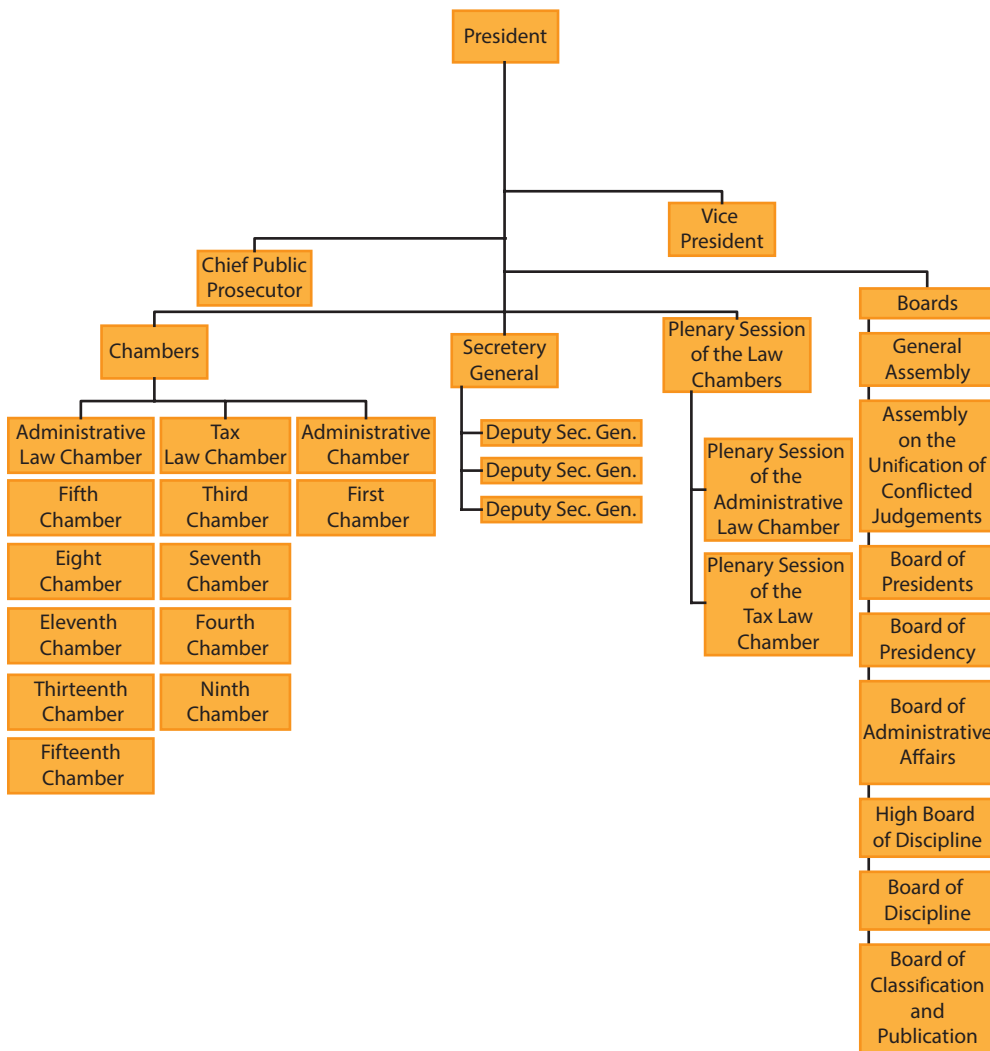 President
Vice
President
Chief Public
Prosecutor
Boards
Chambers
Secretery
General
Plenary Session
of the Law
Chambers
General
Assembly
Administrative
Law Chamber
Tax
Law Chamber
Administrative
Chamber
Deputy Sec. Gen.
Deputy Sec. Gen.
Deputy Sec. Gen.
Fifth
Chamber
Third
Chamber
First
Chamber
Eight
Chamber
Seventh
Chamber
Eleventh
Chamber
Fourth
Chamber
Thirteenth
Chamber
Ninth
Chamber
Fifteenth
Chamber
Plenary Session
of the
Administrative
Law Chamber
Plenary Session
of the
Tax Law
Chamber
Assembly
on the
Unification of
Conflicted
Judgements
Board of
Presidents
Board of
Presidency
Board of
Administrative
Affairs
High Board
of Discipline
Board of
Discipline
Board of
Classification
and
Publication